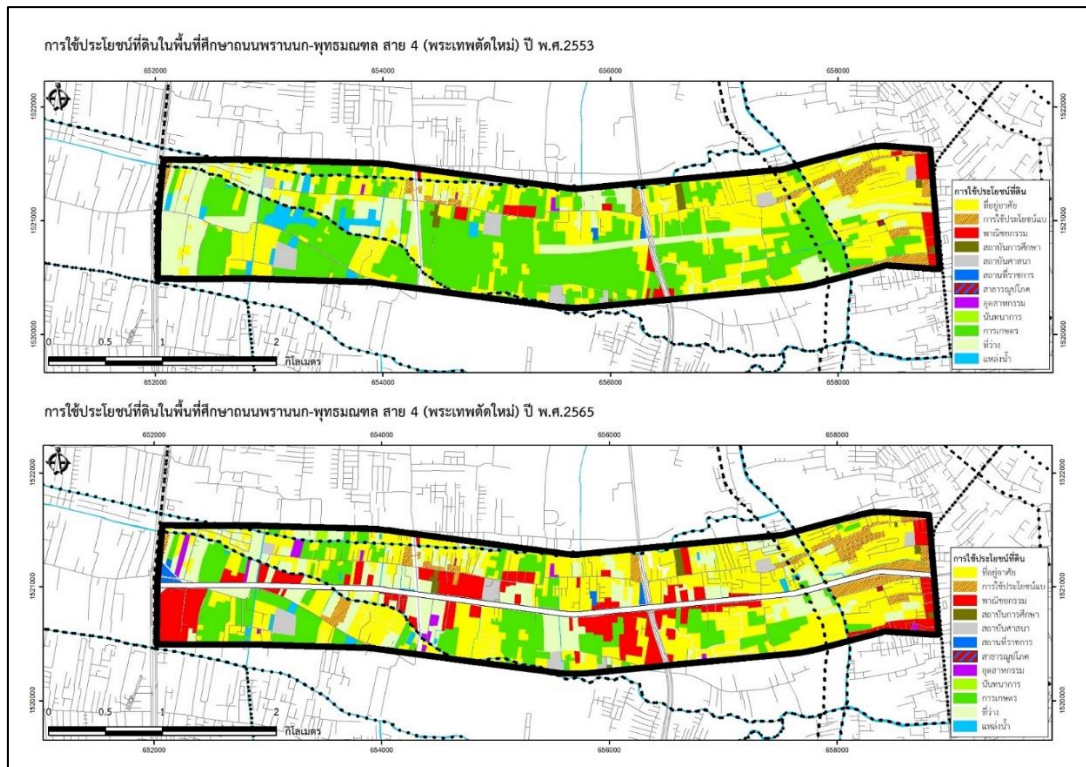 การใช้ประโยชน์ที่ดินในพื้นที่ศึกษาถนนพรานนก-พุทธมณฑล สาย 4 (พระเทพตัดใหม่) ปี พ.ศ.2553
652000 654000 656000 658000
1522000 1522000
1521000 1521000
1520000 1520000
การใช้ประโยชน์ที่ดิน
ที่อยู่อาศัย
การใช้ประโยชน์แบ
พาณิชยกรรม
สถาบันการศึกษา
สถาบันศาสนา
สถานที่ราชการ
สาธารณูปโภค
อุตสาหกรรม
นันทนาการ
การเกษตร
ที่ว่าง
แหล่งน้ำ
0 0.5 1 2
กิโลเมตร
652000 654000 656000 658000
การใช้ประโยชน์ที่ดินในพื้นที่ศึกษาถนนพรานนก-พุทธมณฑล สาย 4 (พระเทพตัดใหม่) ปี พ.ศ.2565
652000 654000 656000 658000
1522000 1522000
1521000 1521000
1520000 1520000
การใช้ประโยชน์ที่ดิน
ที่อยู่อาศัย
การใช้ประโยชน์แบ
พาณิชยกรรม
สถาบันการศึกษา
สถาบันศาสนา
สถานที่ราชการ
สาธารณูปโภค
อุตสาหกรรม
นันทนาการ
การเกษตร
ที่ว่าง
แหล่งน้ำ
0 0.5 1 2
กิโลเมตร
652000 654000 656000 658000